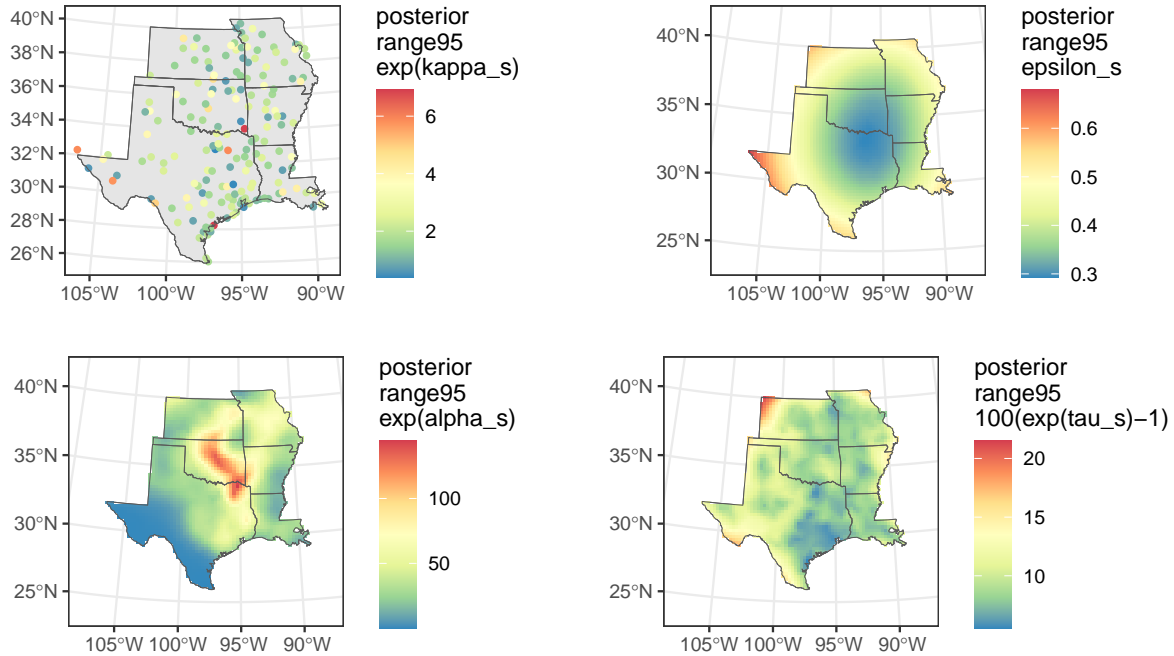 posterior
range95
exp(kappa_s)
40°N
38°N
36°N
34°N
32°N
30°N
28°N
26°N
105°W 100°W 95°W 90°W
6
4
2
posterior
range95
epsilon_s
40°N
35°N
30°N
25°N
105°W 100°W 95°W 90°W
0.6
0.5
0.4
0.3
posterior
range95
exp(alpha_s)
40°N
35°N
30°N
25°N
105°W 100°W 95°W 90°W
100
50
posterior
range95
100(exp(tau_s)−1)
40°N
35°N
30°N
25°N
105°W 100°W 95°W 90°W
20
15
10